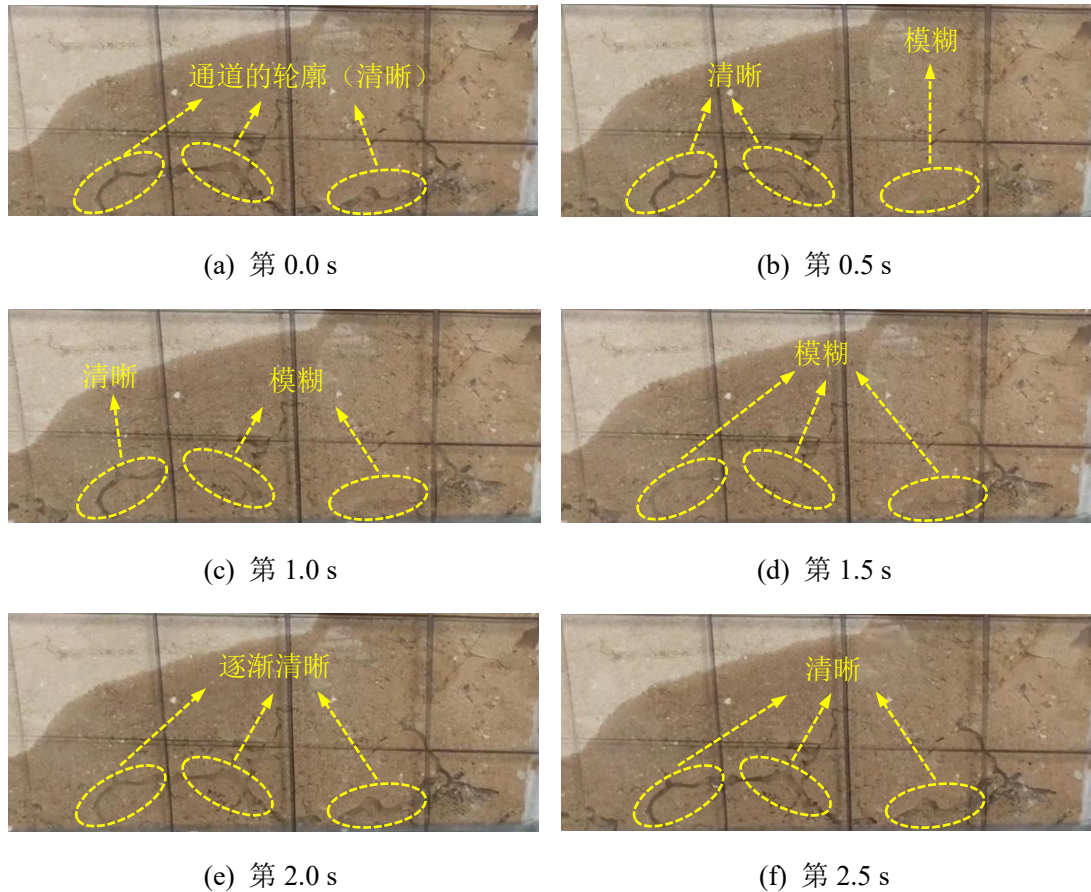 通道的轮廓（清晰）
清晰
模糊
(a) 第 0.0 s
(b) 第 0.5 s
清晰
模糊
模糊
(c) 第 1.0 s
(d) 第 1.5 s
逐渐清晰
清晰
(e) 第 2.0 s
(f) 第 2.5 s